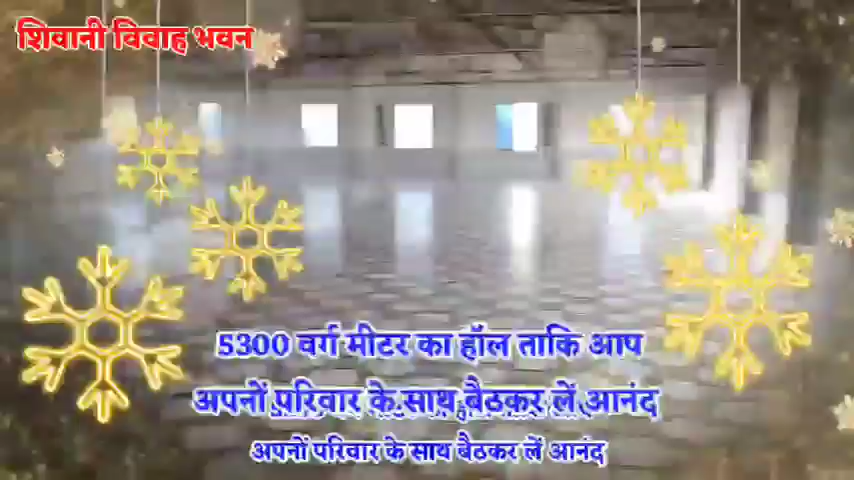 शिवानी विवाह भवन
5300 वर्ग मीटर का हॉल ताकि आप
अपनों परिवार के साथ बैठकर लें आनंद
अपनों परिवार के साथ बैठकर लें आनंद